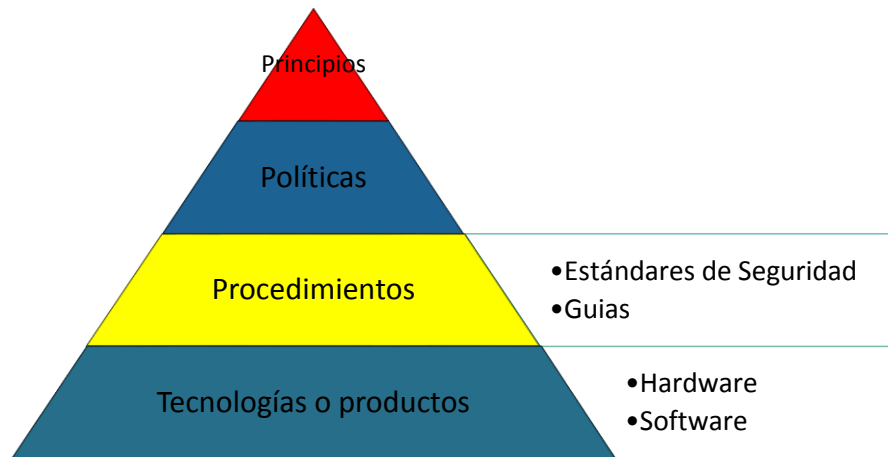 Principios
Políticas
Procedimientos
•Estándares de Seguridad
•Guias
Tecnologías o productos
•Hardware
•Software